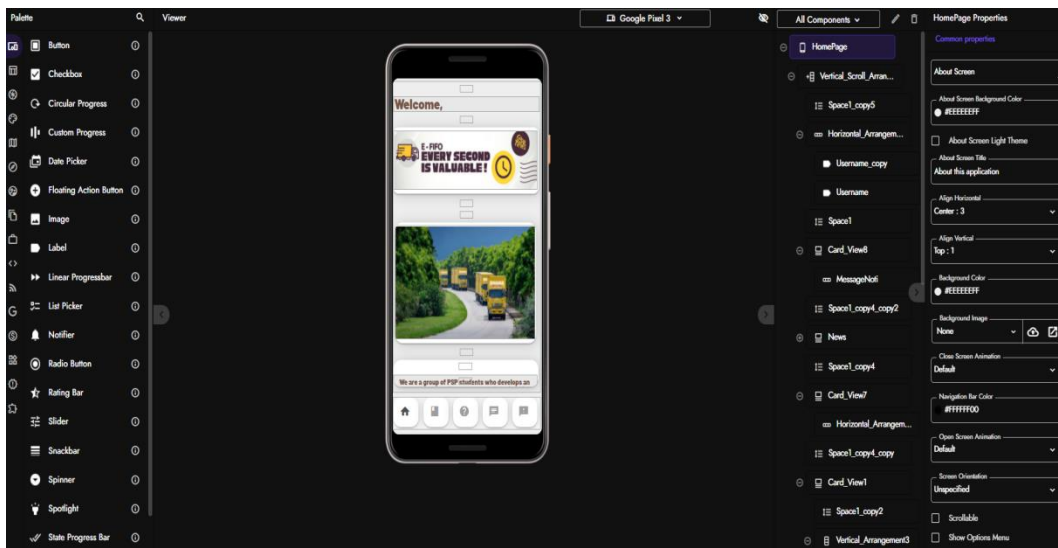 Palette
Viewer
Google Pixel 3
All Components
HomePage Properties
Button
Checkbox
Circular Progress
Custom Progress
Date Picker
Floating Action Button
Image
Label
Linear Progressbar
List Picker
Notifier
Radio Button
Rating Bar
Slider
Snackbar
Spinner
Spotlight
State Progress Bar
Welcome,
E-FIFO
EVERY SECOND
IS VALUABLE!
We are a group of PSP students who develops an
HomePage
Vertical_Scroll_Arran...
Space1_copy5
Horizontal_Arrangem...
Username_copy
Username
Space1
Card_View8
MessageNoti
Space1_copy4_copy2
News
Space1_copy4
Card_View7
Horizontal_Arrangem...
Space1_copy4_copy
Card_View1
Space1_copy2
Vertical_Arrangement3
Common properties
About Screen
About Screen Background Color
#EEEEEEFF
About Screen Light Theme
About Screen Title
About this application
Align Horizontal
Center : 3
Align Vertical
Top : 1
Background Color
#EEEEEEFF
Background Image
None
Close Screen Animation
Default
Navigation Bar Color
#FFFFFF00
Open Screen Animation
Default
Screen Orientation
Unspecified
Scrollable
Show Options Menu